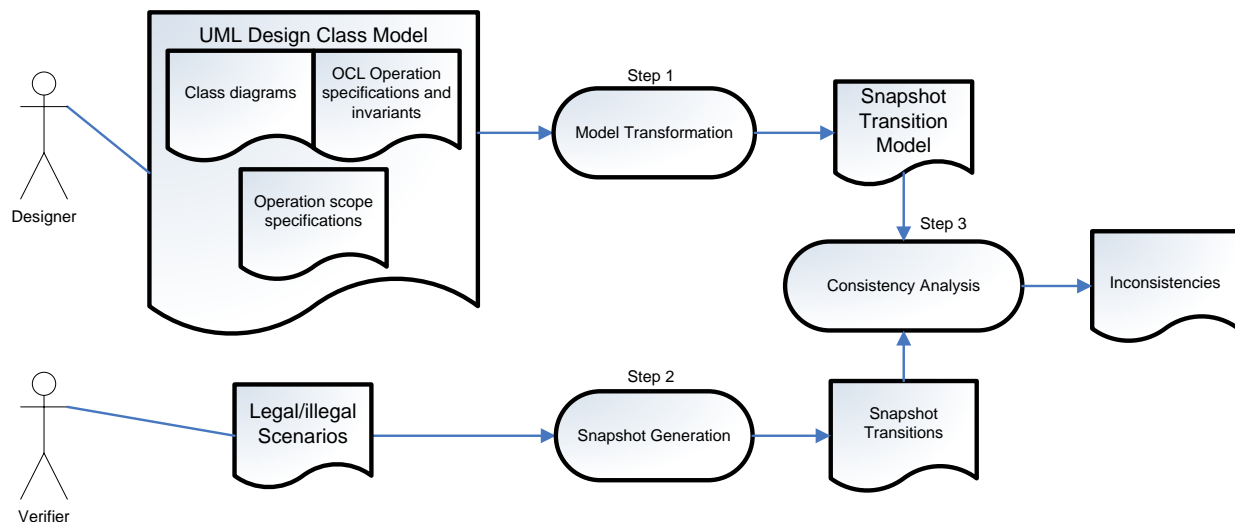 UML Design Class Model
Class diagrams
OCL Operation
specifications and
invariants
Operation scope
specifications
Designer
Step 1
Model Transformation
Snapshot
Transition
Model
Step 3
Consistency Analysis
Inconsistencies
Verifier
Legal/illegal
Scenarios
Step 2
Snapshot Generation
Snapshot
Transitions